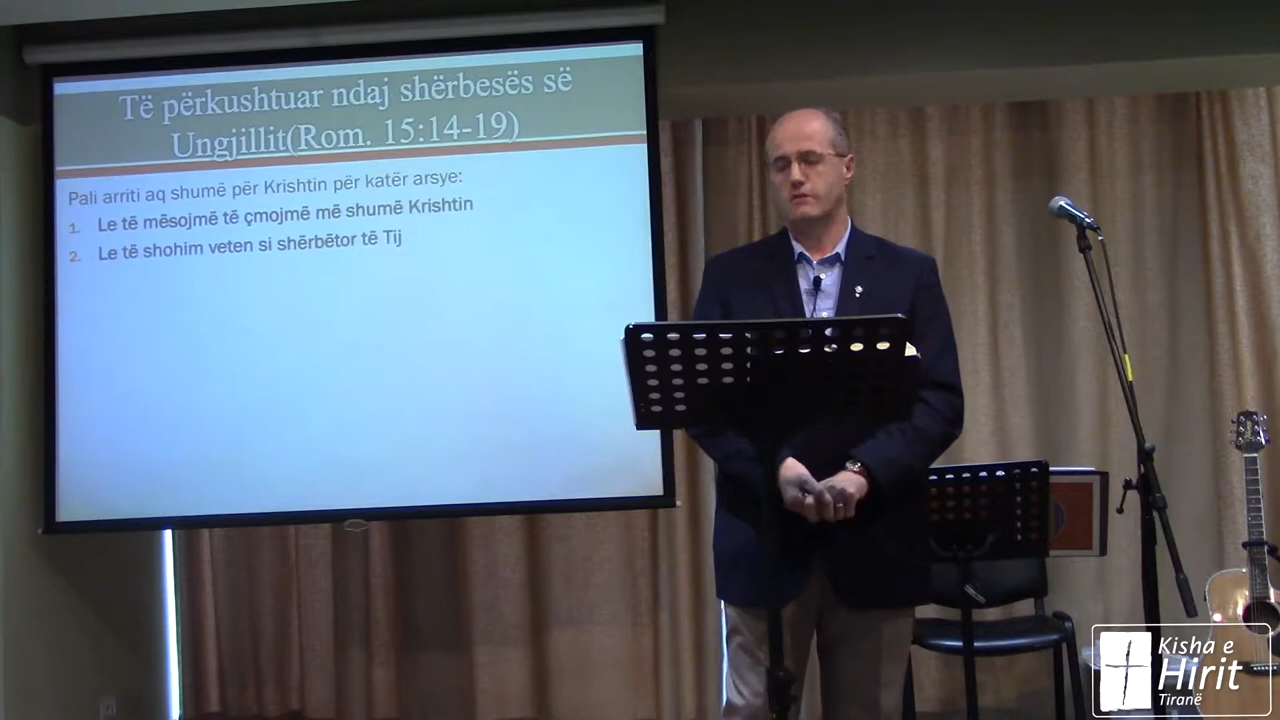 Të përkushtuar ndaj shërbesës së
Ungjillit(Rom. 15:14-19)
Pali arriti aq shumë për Krishtin për katër arsye:
1. Le të mësojmë të çmojmë më shumë Krishtin
2. Le të shohim veten si shërbëtor të Tij
Kisha e
Hirit
Tiranë